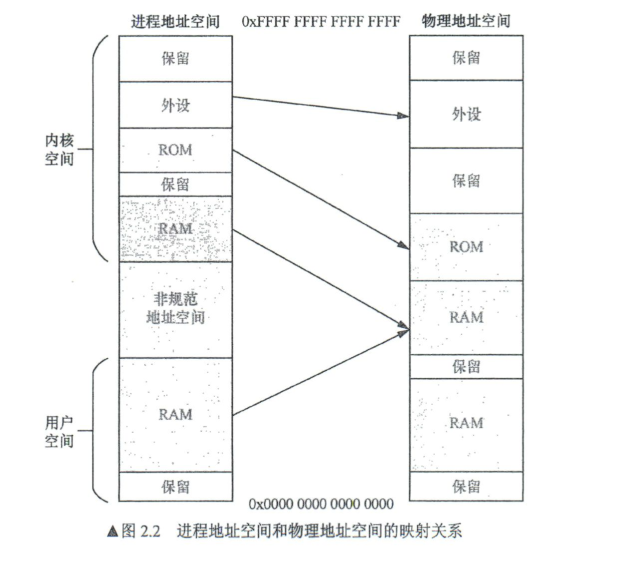 进程地址空间
0xFFFF FFFF FFFF FFFF
物理地址空间
内核
空间
用户
空间
保留
外设
ROM
保留
RAM
非规范
地址空间
RAM
保留
保留
外设
保留
ROM
RAM
保留
RAM
保留
0x0000 0000 0000 0000
▲图 2.2 进程地址空间和物理地址空间的映射关系